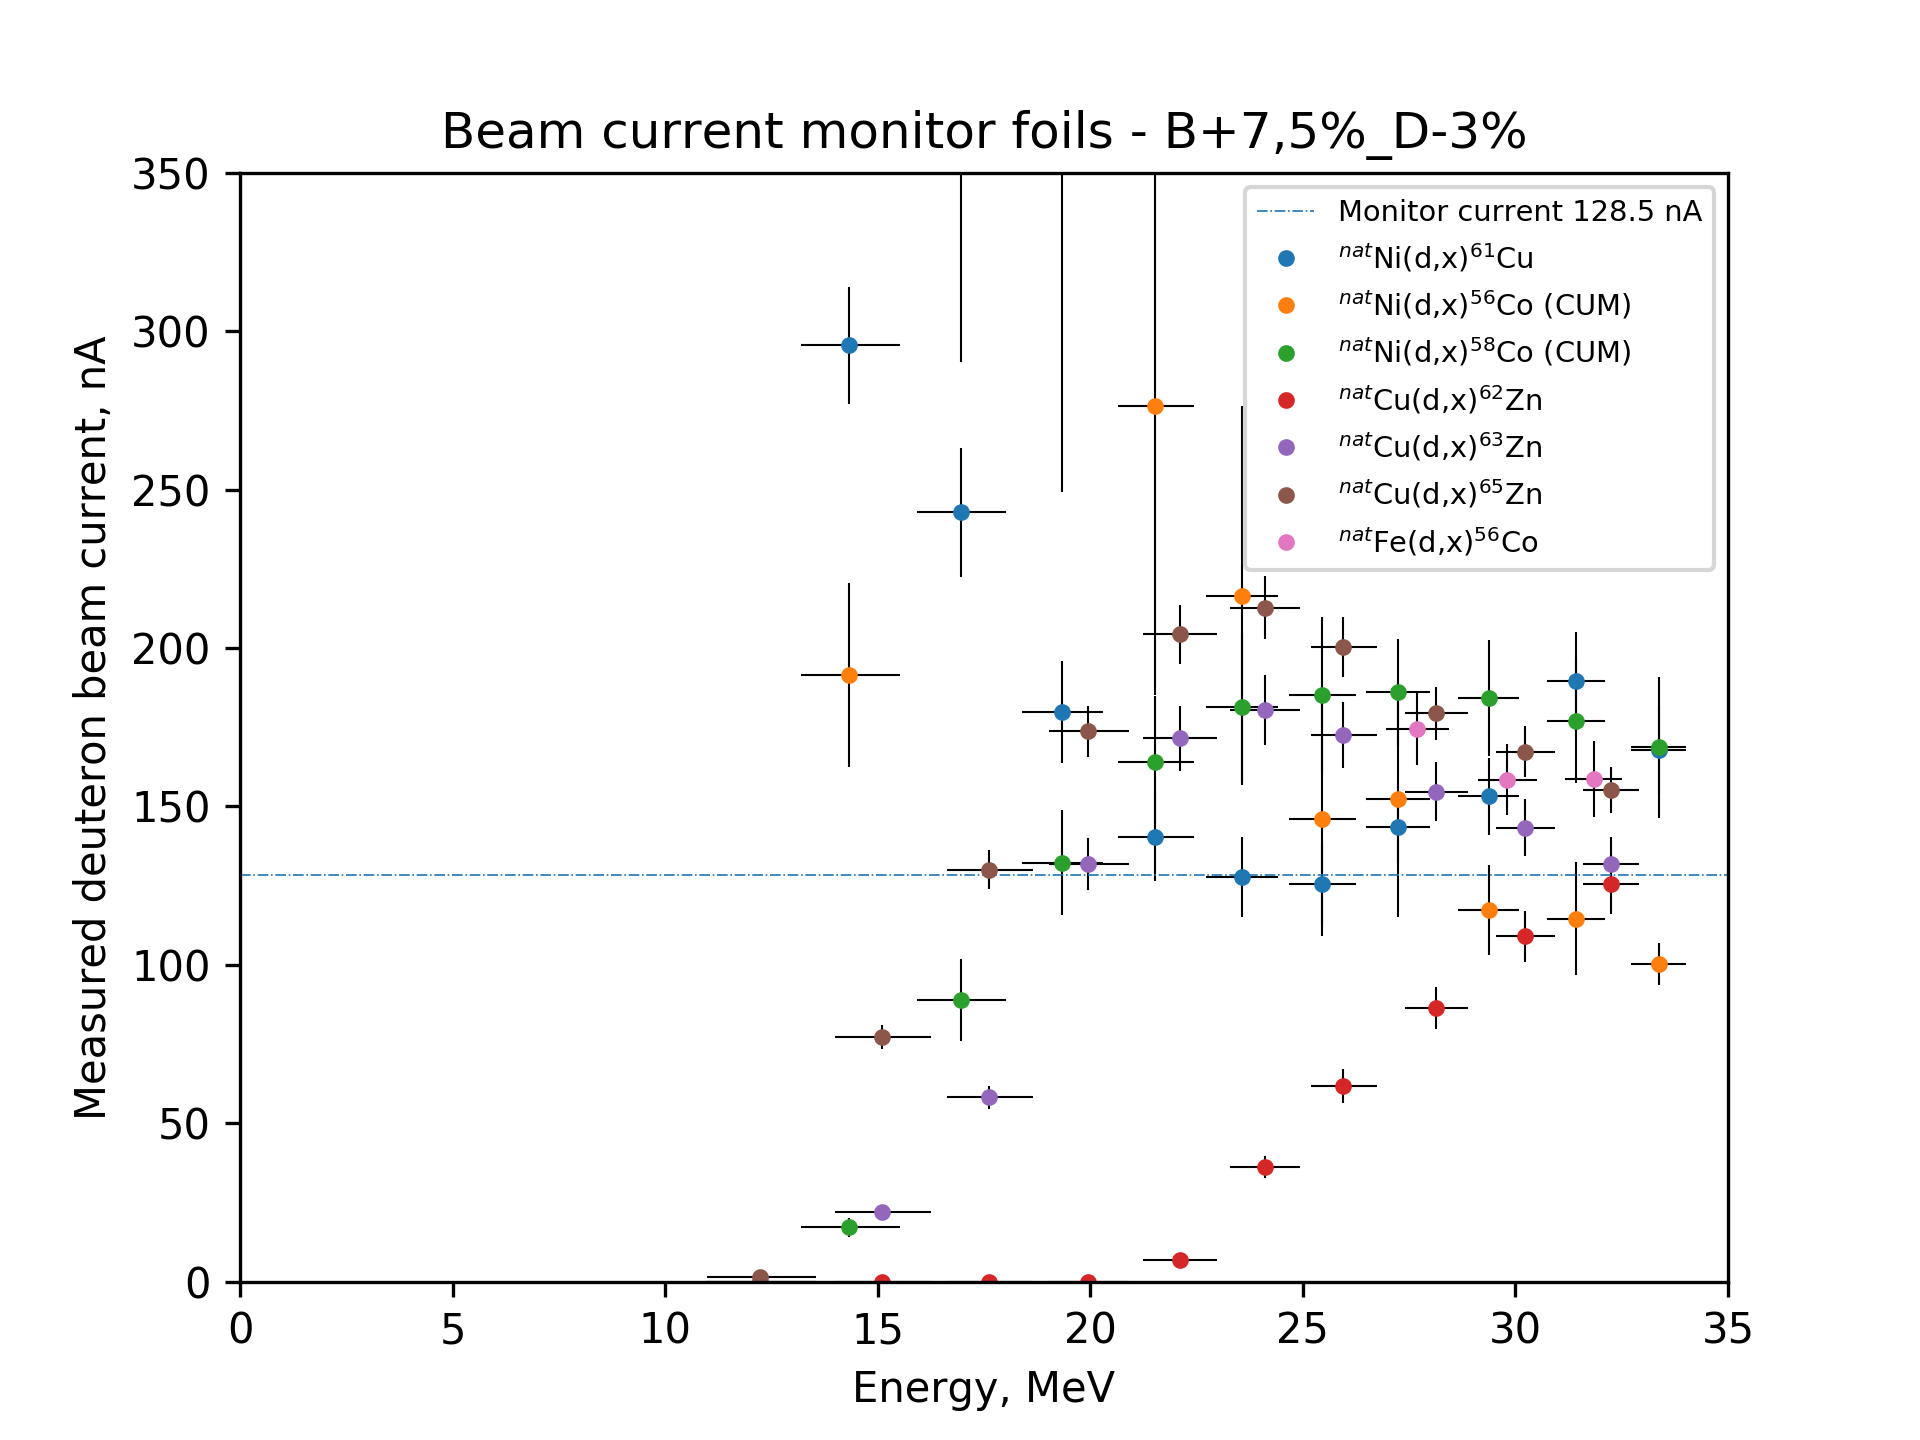 Beam current monitor foils - B+7,5%_D-3%
Measured deuteron beam current, nA
350
300
250
200
150
100
50
0
Monitor current 128.5 nA
natNi(d,x)61Cu
natNi(d,x)56Co (CUM)
natNi(d,x)58Co (CUM)
natCu(d,x)62Zn
natCu(d,x)63Zn
natCu(d,x)65Zn
natFe(d,x)56Co
0 5 10 15 20 25 30 35
Energy, MeV